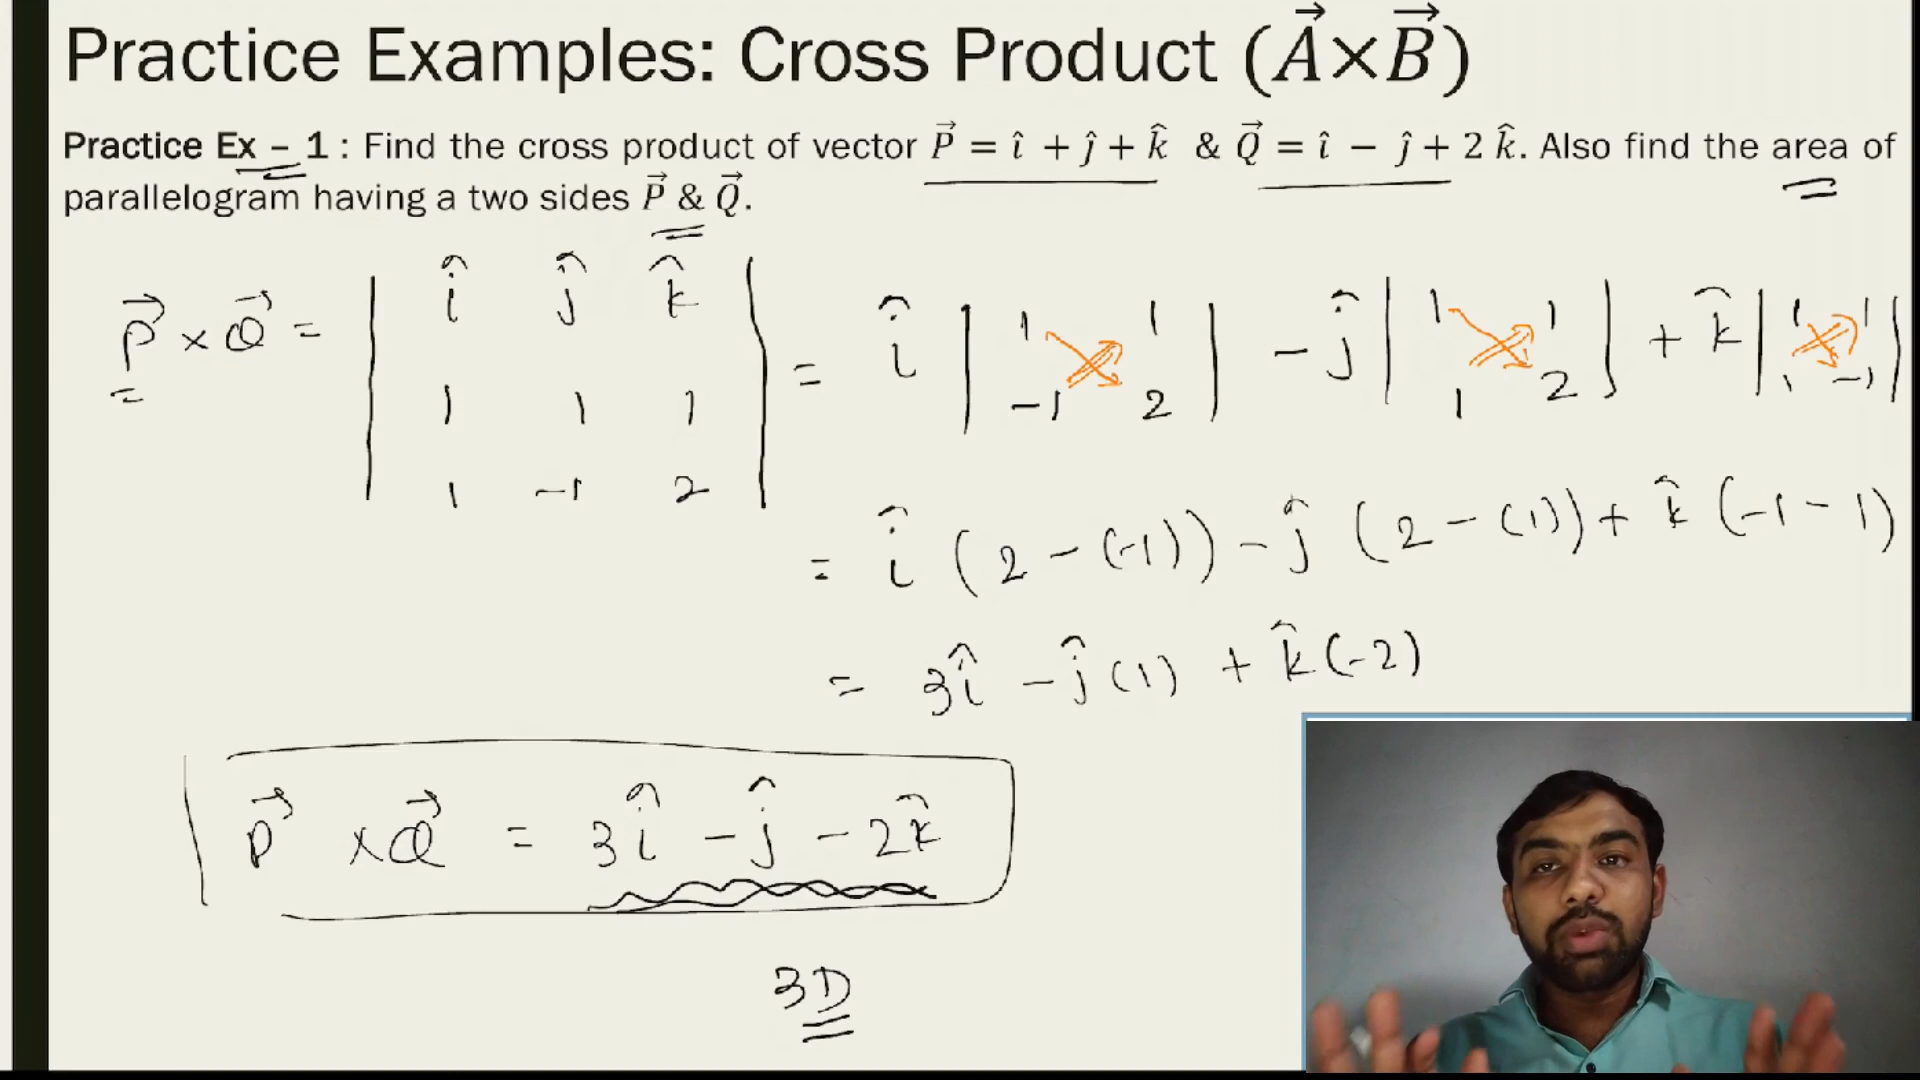 Practice Examples: Cross Product (A⃗×B⃗)
Practice Ex – 1 : Find the cross product of vector P⃗ = î + ĵ + k̂ & Q⃗ = î − ĵ + 2 k̂. Also find the area of
parallelogram having a two sides P⃗ & Q⃗.
P⃗ × Q⃗ = | î ĵ k̂ | = î | 1 1 | − ĵ | 1 1 | + k̂ | 1 1 |
| 1 1 1 | | −1 2 | | 1 2 | | 1 −1 |
| 1 −1 2 |
= î (2 − (-1)) − ĵ (2 − (1)) + k̂ (-1 − 1)
= 3î − ĵ (1) + k̂ (-2)
P⃗ × Q⃗ = 3î − ĵ − 2k̂
3D